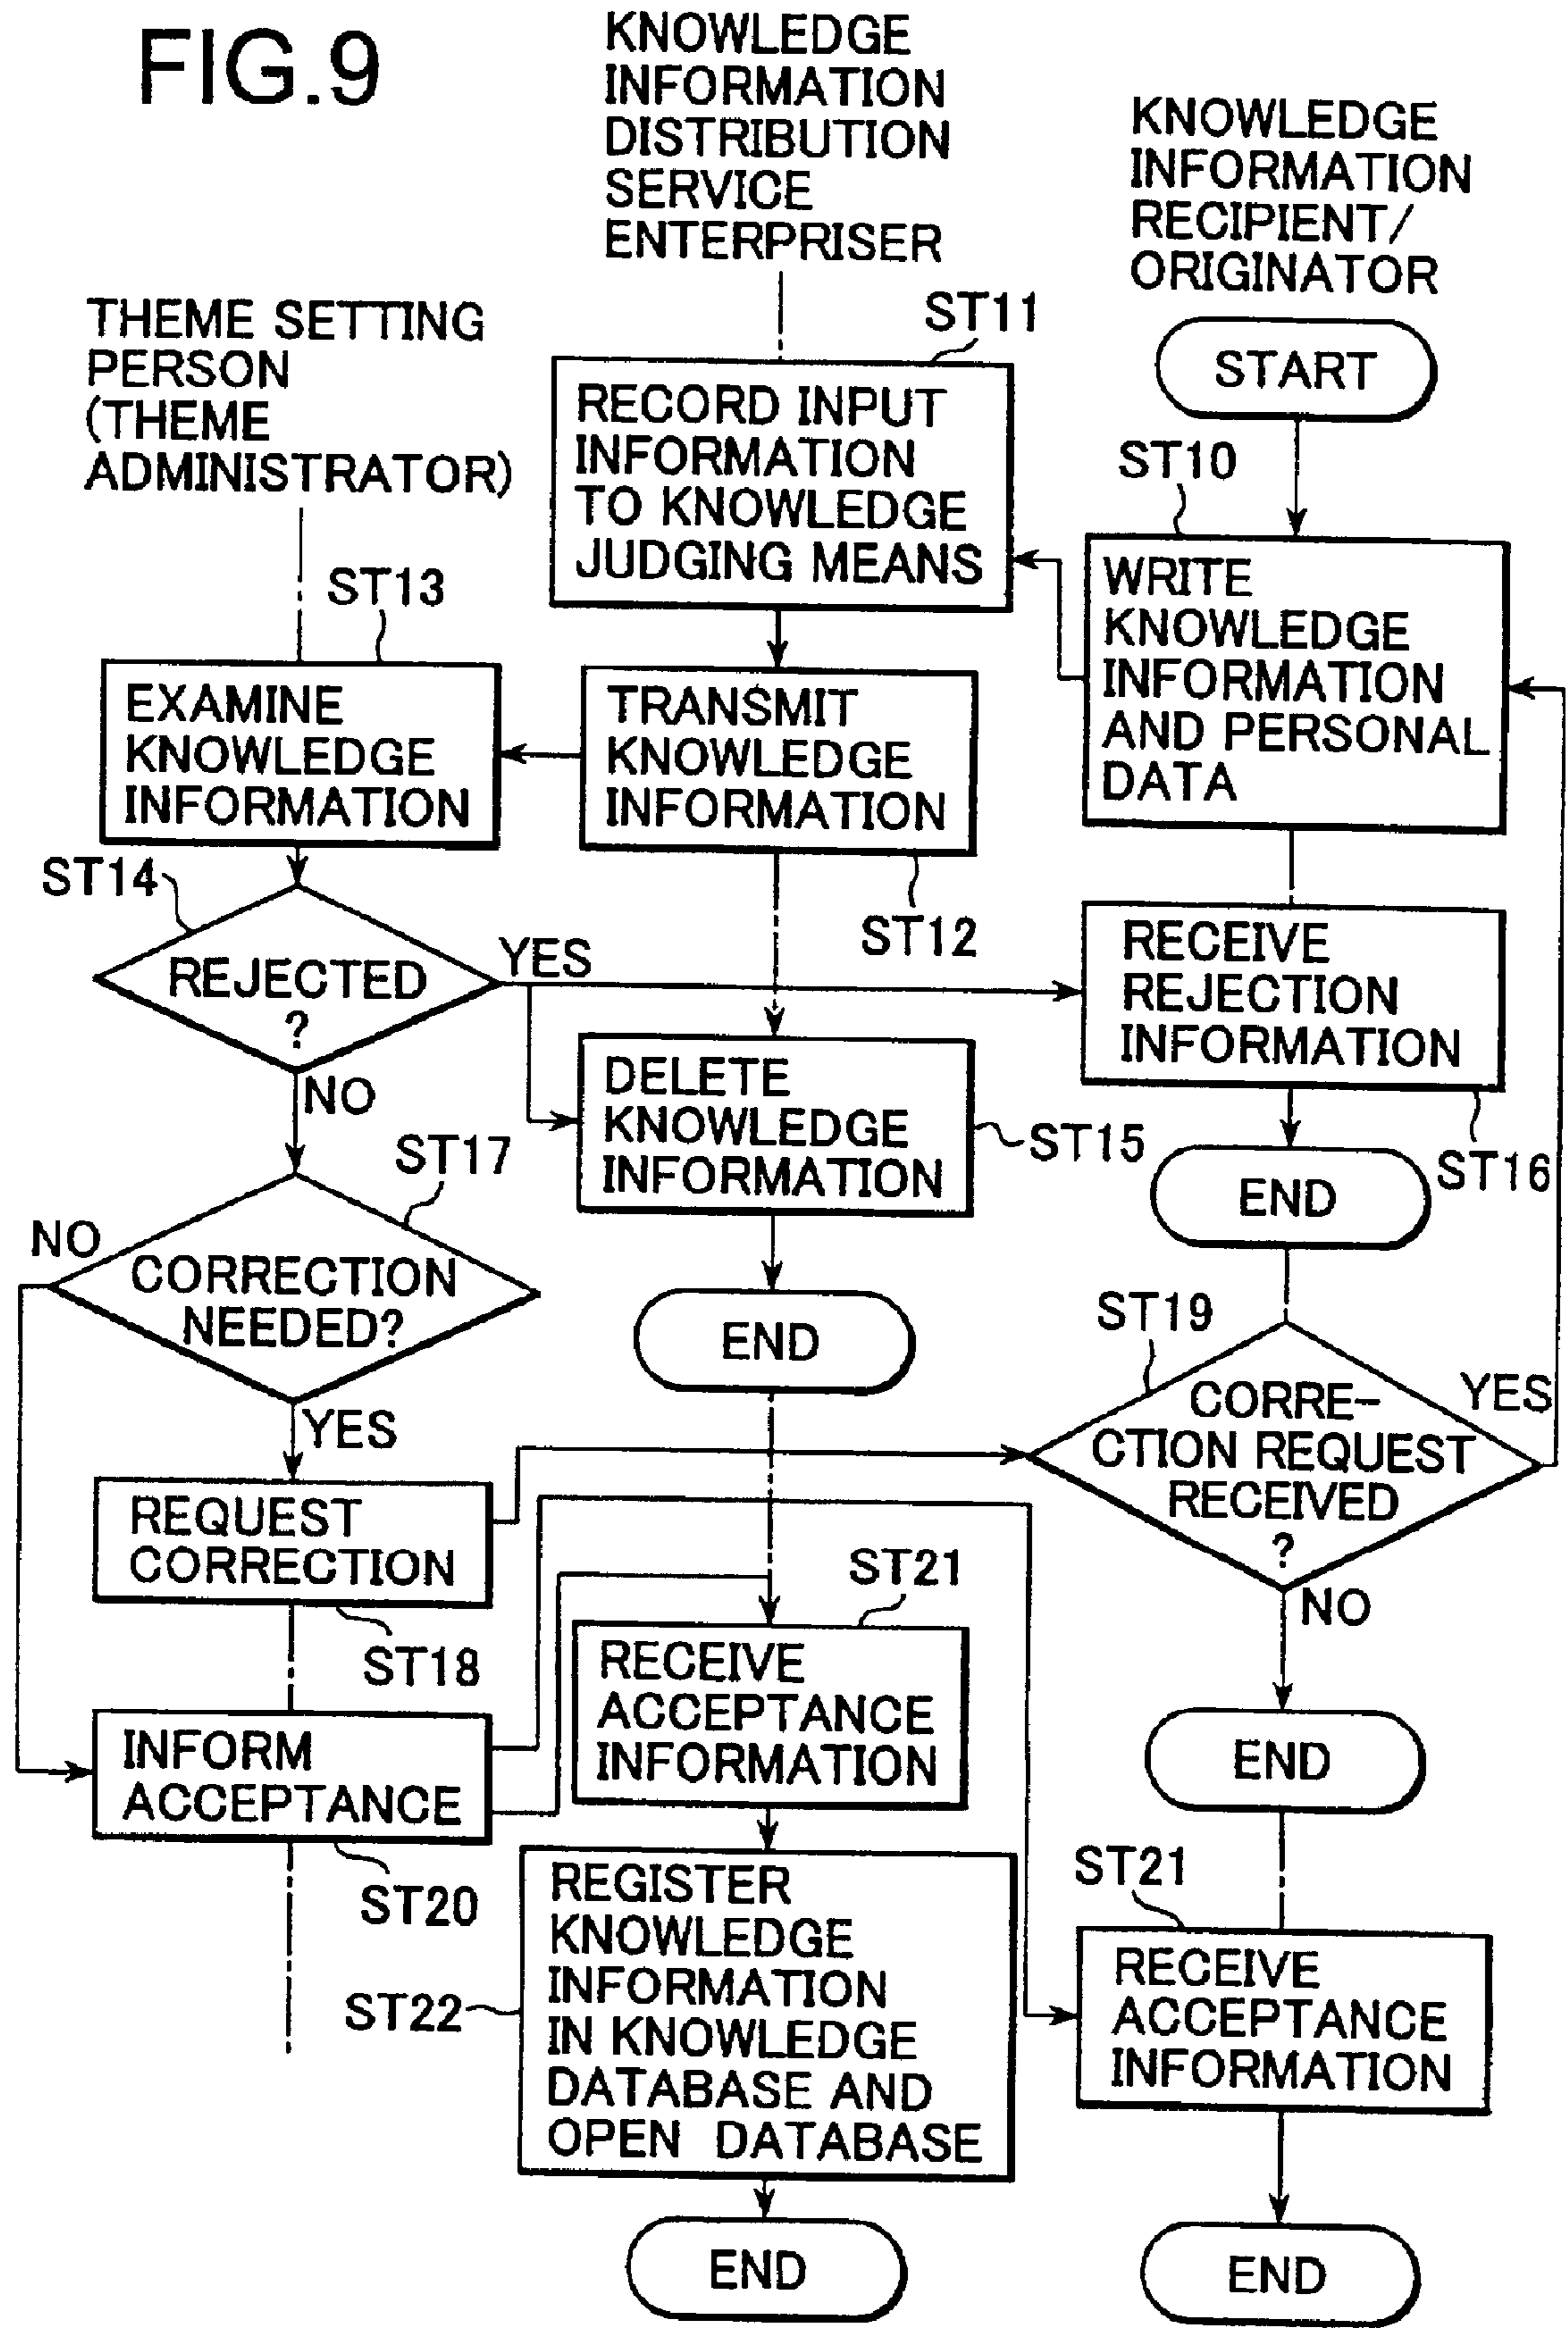 FIG.9
KNOWLEDGE
INFORMATION
DISTRIBUTION
SERVICE
ENTERPRISER
KNOWLEDGE
INFORMATION
RECIPIENT/
ORIGINATOR
THEME SETTING
PERSON
(THEME
ADMINISTRATOR)
START
ST11
RECORD INPUT
INFORMATION
TO KNOWLEDGE
JUDGING MEANS
ST10
WRITE
KNOWLEDGE
INFORMATION
AND PERSONAL
DATA
ST13
EXAMINE
KNOWLEDGE
INFORMATION
TRANSMIT
KNOWLEDGE
INFORMATION
ST12
ST14
REJECTED
?
YES
NO
RECEIVE
REJECTION
INFORMATION
ST16
END
DELETE
KNOWLEDGE
INFORMATION
ST15
END
ST17
CORRECTION
NEEDED?
NO
YES
ST19
CORRE-
CTION REQUEST
RECEIVED
?
YES
NO
END
REQUEST
CORRECTION
ST18
INFORM
ACCEPTANCE
ST20
ST21
RECEIVE
ACCEPTANCE
INFORMATION
ST22
REGISTER
KNOWLEDGE
INFORMATION
IN KNOWLEDGE
DATABASE AND
OPEN DATABASE
END
ST21
RECEIVE
ACCEPTANCE
INFORMATION
END